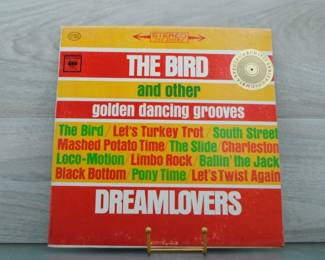 STEREO
THE BIRD
and other
golden dancing grooves
The Bird / Let's Turkey Trot / South Street
Mashed Potato Time / The Slide / Charleston
Loco-Motion / Limbo Rock / Ballin' the Jack
Black Bottom / Pony Time / Let's Twist Again
DREAMLOVERS